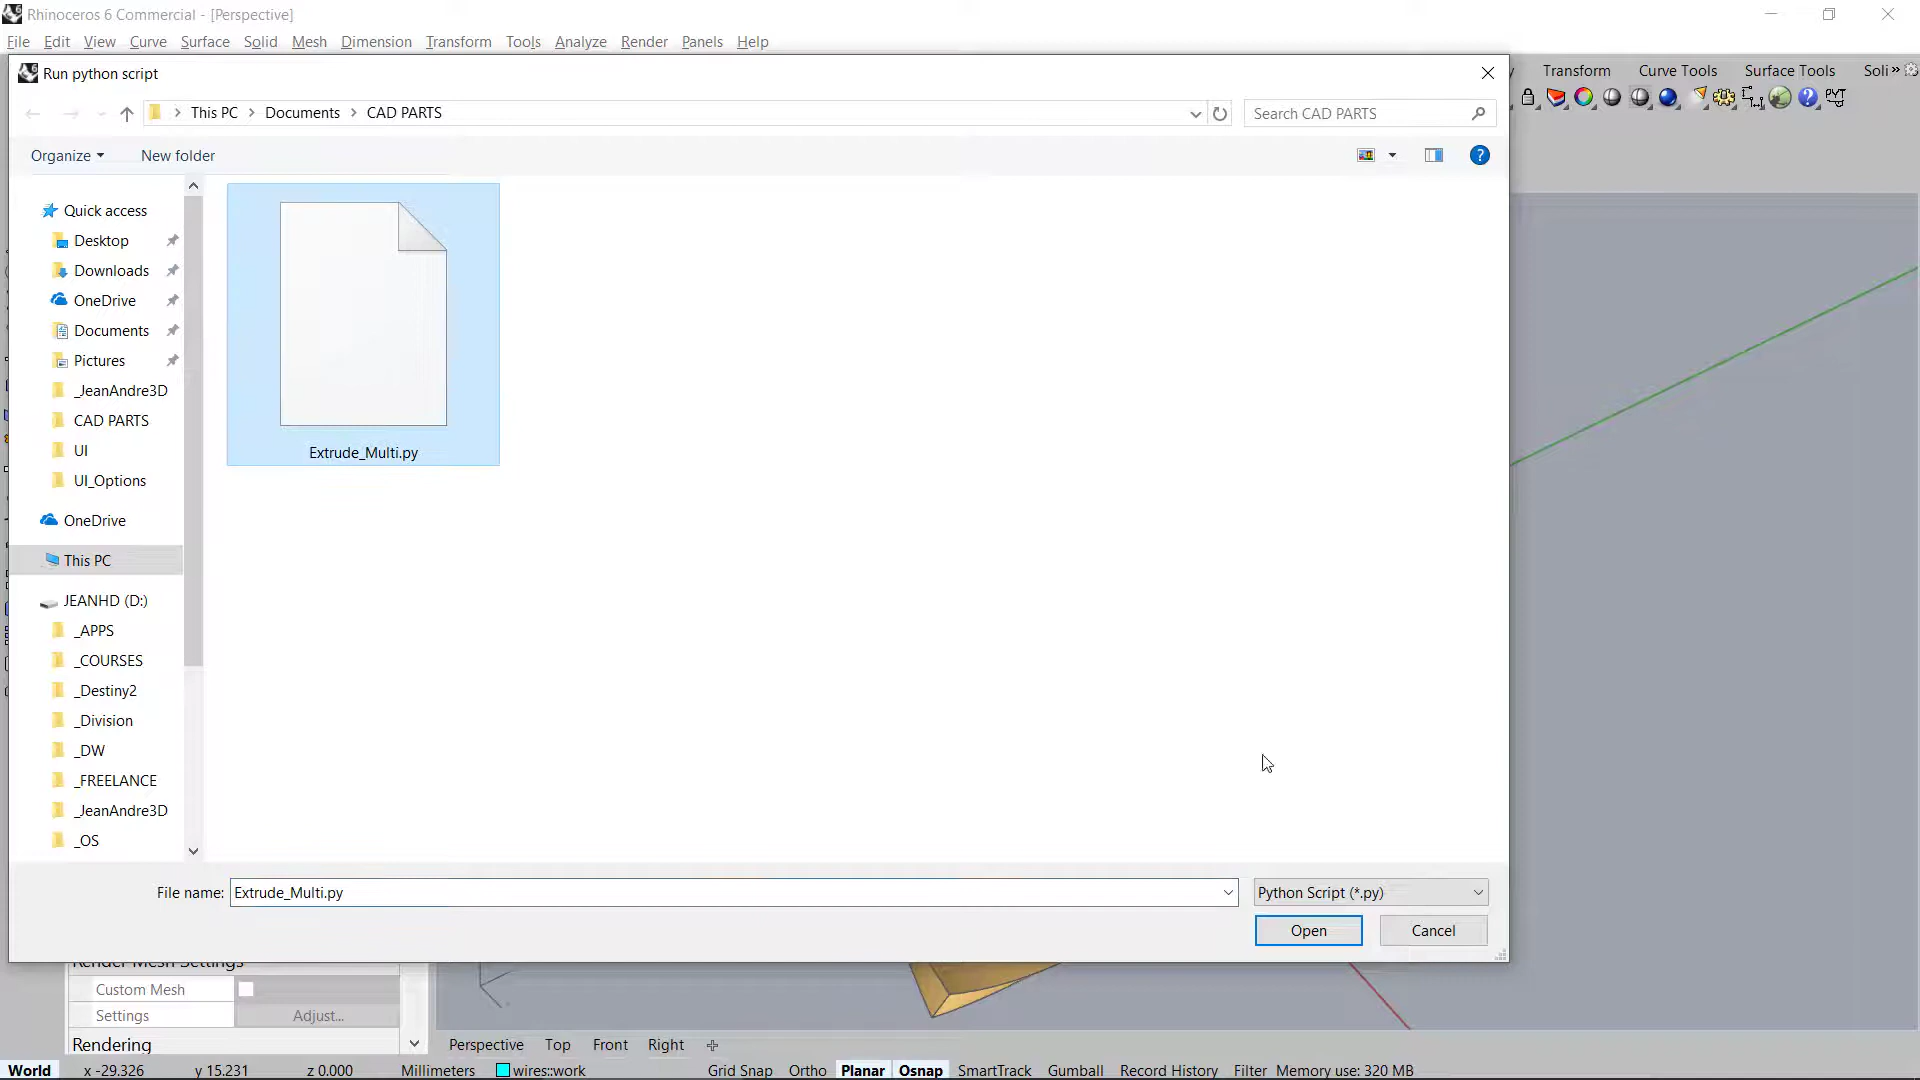 Rhinoceros 6 Commercial - [Perspective]
File Edit View Curve Surface Solid Mesh Dimension Transform Tools Analyze Render Panels Help
Run python script
Transform Curve Tools Surface Tools Soli »
This PC > Documents > CAD PARTS
Search CAD PARTS
Organize
New folder
Quick access
Desktop
Downloads
OneDrive
Documents
Pictures
_JeanAndre3D
CAD PARTS
UI
UI_Options
OneDrive
This PC
JEANHD (D:)
_APPS
_COURSES
_Destiny2
_Division
_DW
_FREELANCE
_JeanAndre3D
_OS
Extrude_Multi.py
File name: Extrude_Multi.py
Python Script (*.py)
Open
Cancel
Render Mesh Settings
Custom Mesh
Settings Adjust...
Rendering
Perspective Top Front Right
World x -29.326 y 15.231 z 0.000 Millimeters wires::work Grid Snap Ortho Planar Osnap SmartTrack Gumball Record History Filter Memory use: 320 MB